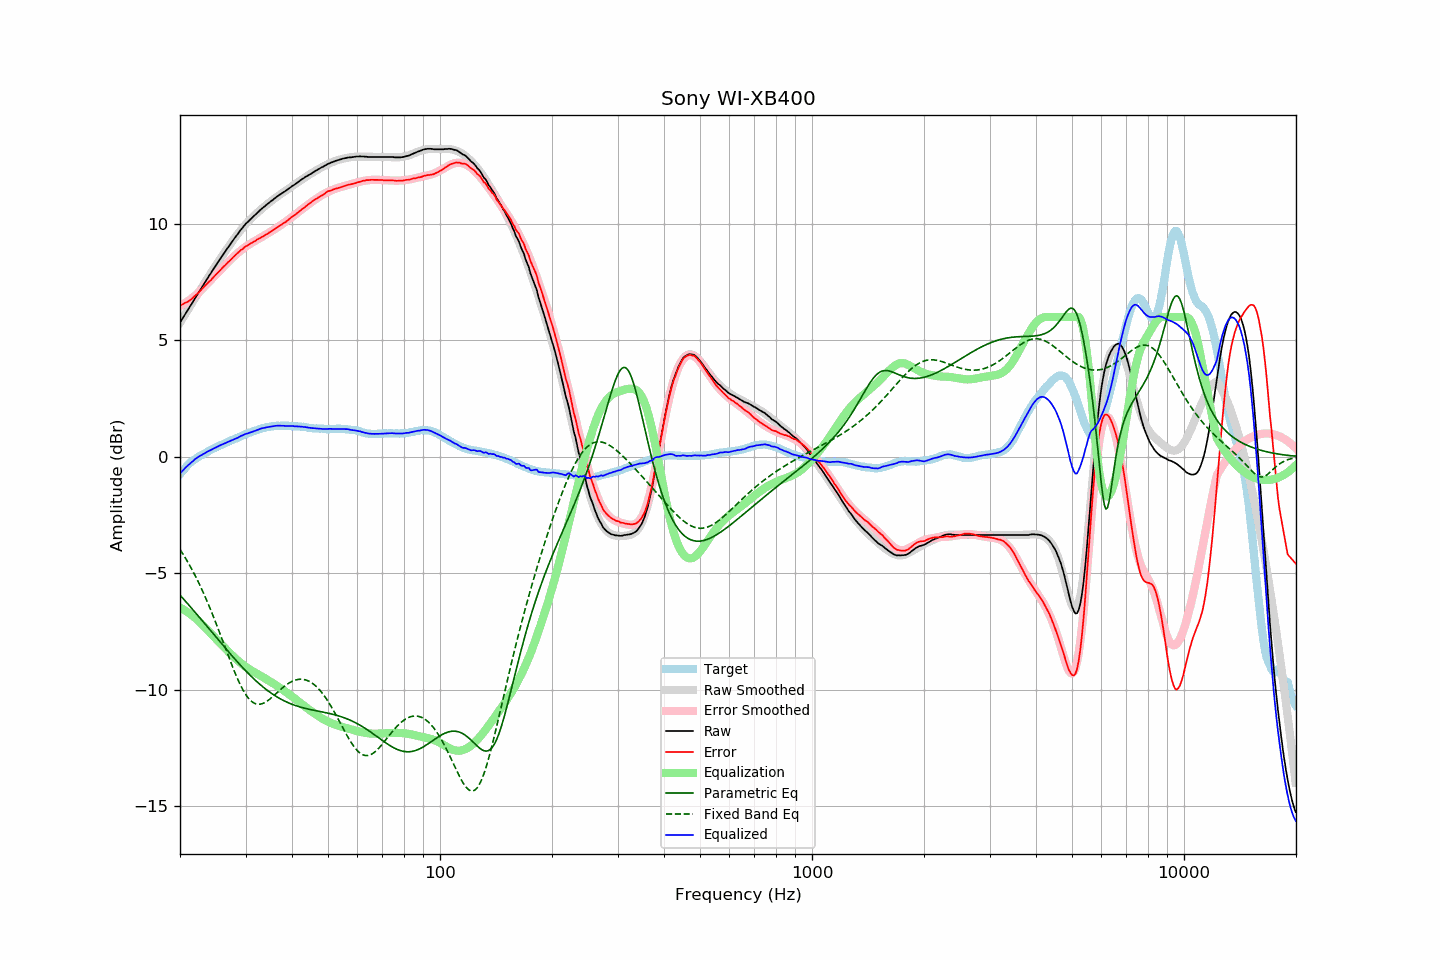 Sony WI-XB400
Amplitude (dBr)
10
5
0
−5
−10
−15
Target
Raw Smoothed
Error Smoothed
Raw
Error
Equalization
Parametric Eq
Fixed Band Eq
Equalized
100
1000
10000
Frequency (Hz)